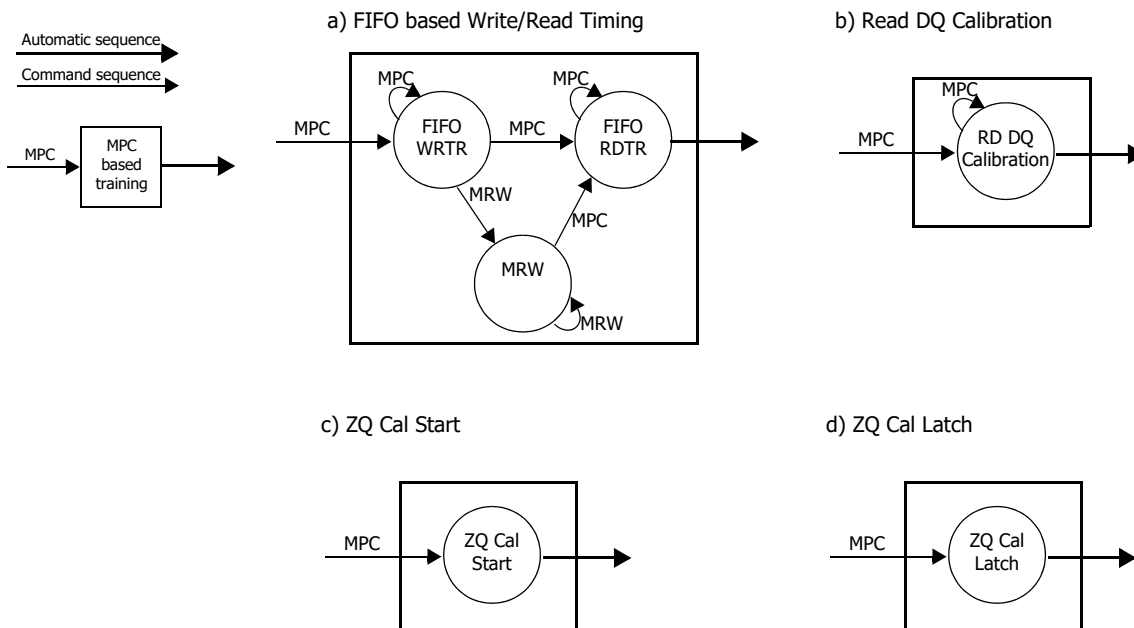 a) FIFO based Write/Read Timing
b) Read DQ Calibration
Automatic sequence
Command sequence
MPC
MPC
based
training
MPC
MPC
FIFO
WRTR
MPC
MPC
FIFO
RDTR
MRW
MPC
MRW
MRW
MPC
MPC
RD DQ
Calibration
c) ZQ Cal Start
d) ZQ Cal Latch
MPC
ZQ Cal
Start
MPC
ZQ Cal
Latch